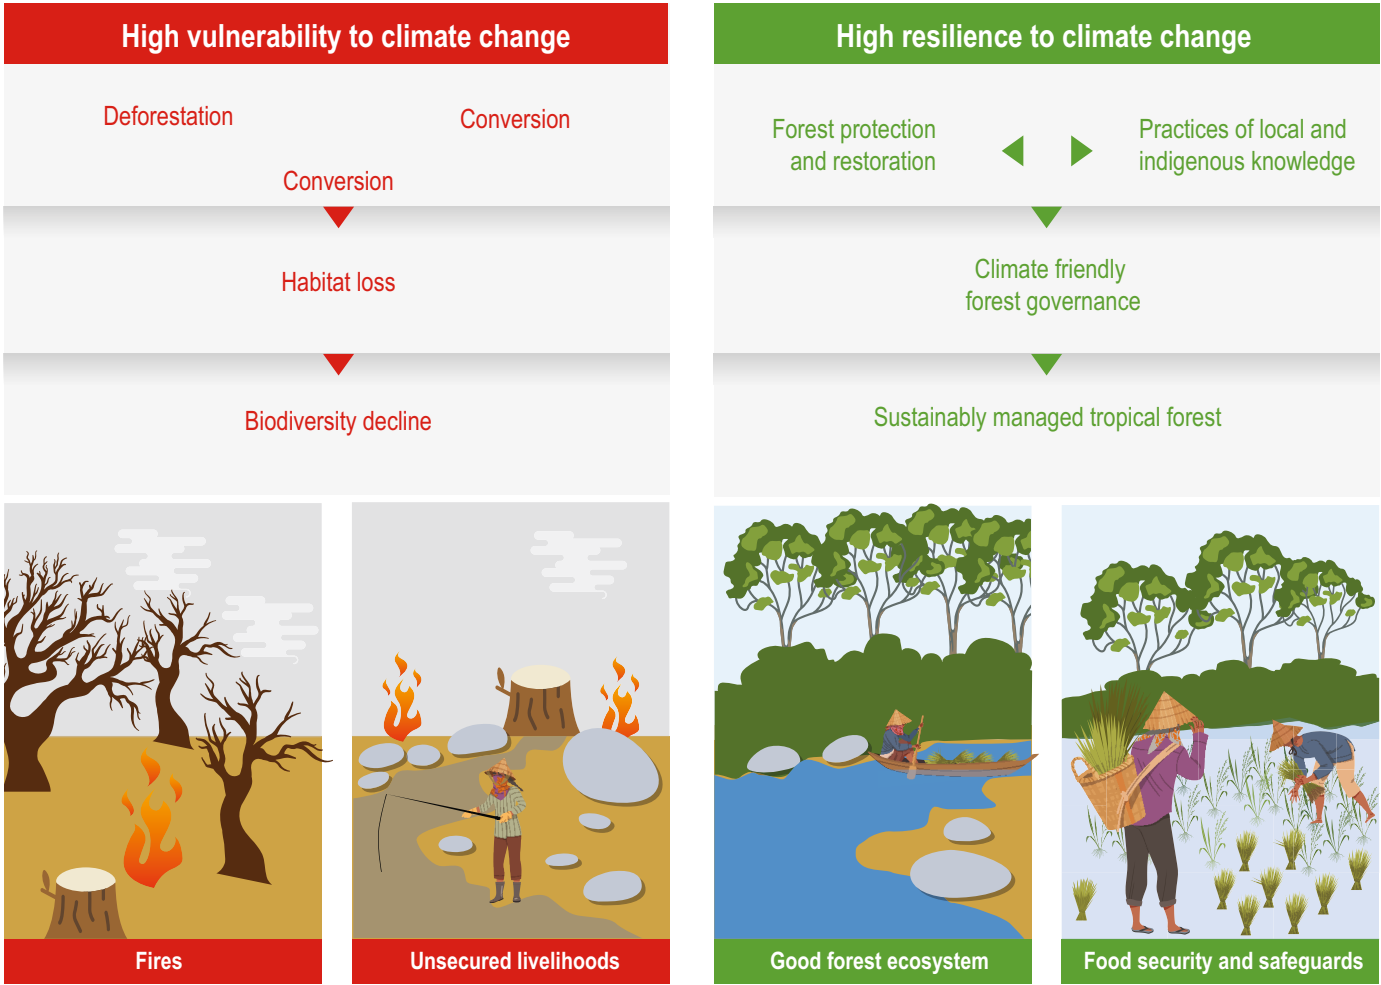 High vulnerability to climate change
Deforestation
Conversion
Conversion
Habitat loss
Biodiversity decline
Fires
Unsecured livelihoods
High resilience to climate change
Forest protection
and restoration
Practices of local and
indigenous knowledge
Climate friendly
forest governance
Sustainably managed tropical forest
Good forest ecosystem
Food security and safeguards